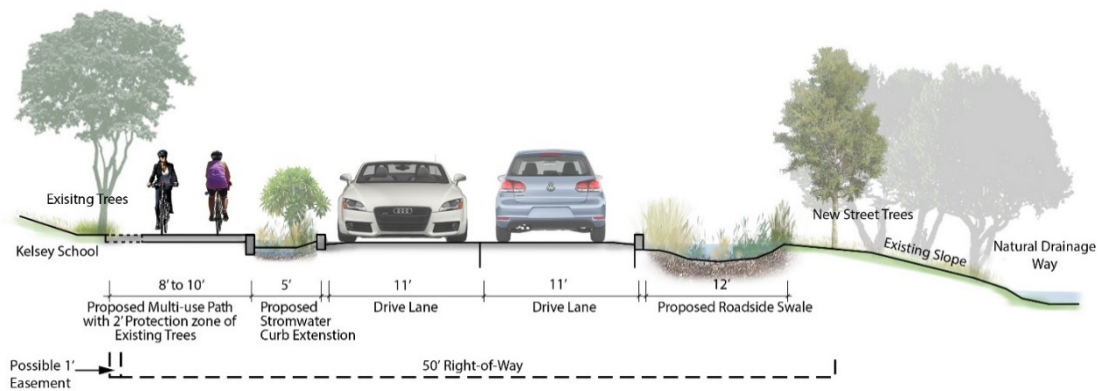 Exisitng Trees
Kelsey School
New Street Trees
Existing Slope
Natural Drainage
Way
8' to 10'
Proposed Multi-use Path
with 2' Protection zone of
Existing Trees
5'
Proposed
Stromwater
Curb Extenstion
11'
Drive Lane
11'
Drive Lane
12'
Proposed Roadside Swale
Possible 1'
Easement
50' Right-of-Way